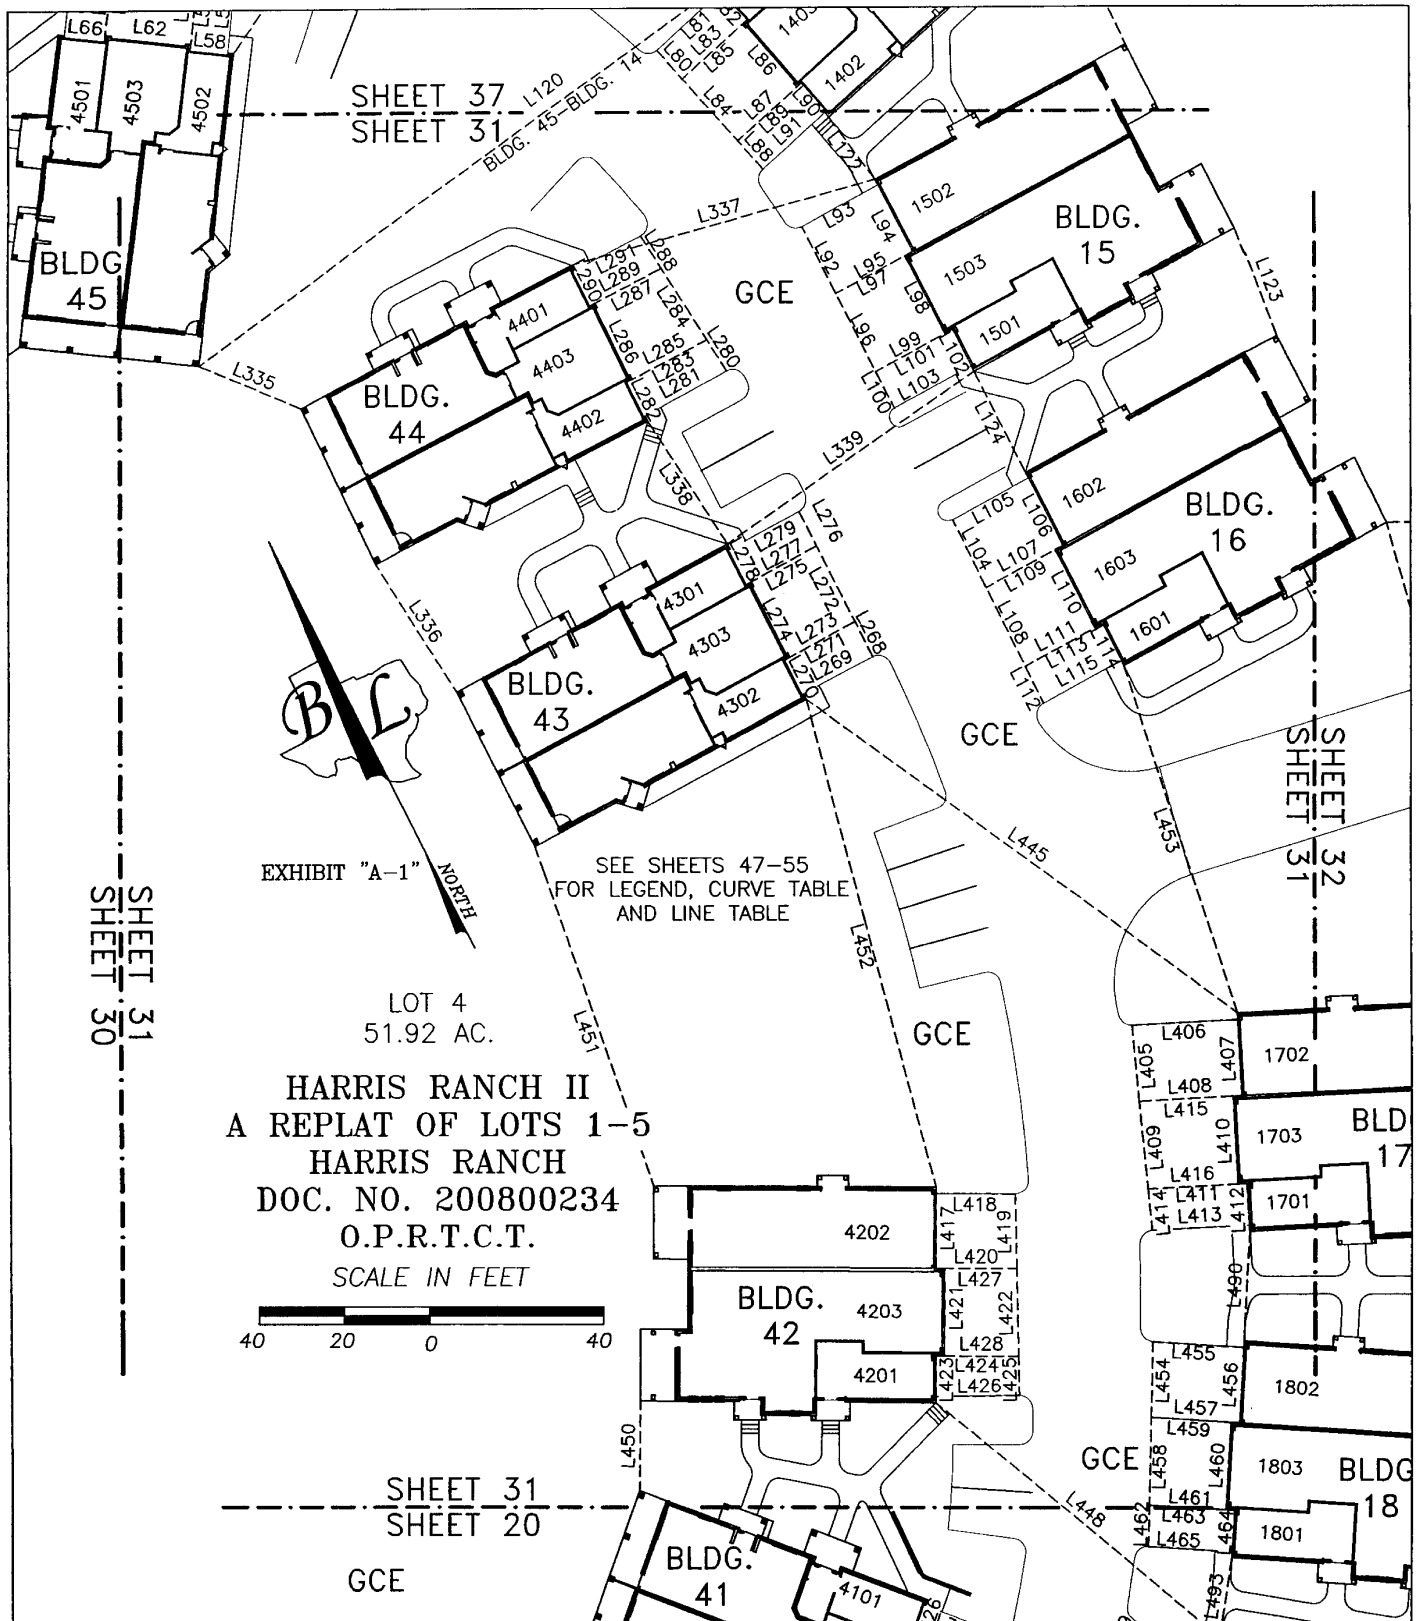 L66
L62
L58
4501
4503
4502
BLDG
45
SHEET 37
SHEET 31
L120
BLDG. 45-BLDG. 14
L81
L83
L85
L80
L84
L86
L87
L89
L91
L88
L90
L122
1403
1402
L337
L93
L94
L92
L95
L97
L96
L98
L99
L101
L103
L100
L102
1502
1503
1501
BLDG.
15
L123
GCE
L335
L336
L291
L289
L287
290
288
L284
L286
L285
L283
L281
L280
L282
4401
4403
4402
BLDG.
44
L338
L339
L124
L105
L106
L104
L107
L109
L108
L110
L111
L113
L115
L112
L114
1602
1603
1601
BLDG.
16
L279
L277
L275
L276
L278
L272
L274
L273
L271
L269
L268
L270
4301
4303
4302
BLDG.
43
B L
NORTH
GCE
SHEET 32
SHEET 31
L453
L445
EXHIBIT "A-1"
SEE SHEETS 47-55
FOR LEGEND, CURVE TABLE
AND LINE TABLE
SHEET 31
SHEET 30
L452
L451
LOT 4
51.92 AC.
GCE
HARRIS RANCH II
A REPLAT OF LOTS 1-5
HARRIS RANCH
DOC. NO. 200800234
O.P.R.T.C.T.
SCALE IN FEET
40 20 0 40
L406
L405
L407
L408
L415
L409
L410
L416
L411
L413
L414
L412
1702
1703
1701
BLD
17
L490
L418
L417
L419
L420
L427
L421
L422
L428
L424
L426
L423
L425
4202
4203
4201
BLDG.
42
L450
L455
L454
L456
L457
L459
L458
L460
L461
L463
L465
L462
464
1802
1803
1801
BLDG
18
GCE
L448
L493
SHEET 31
SHEET 20
GCE
BLDG.
41
4101
26